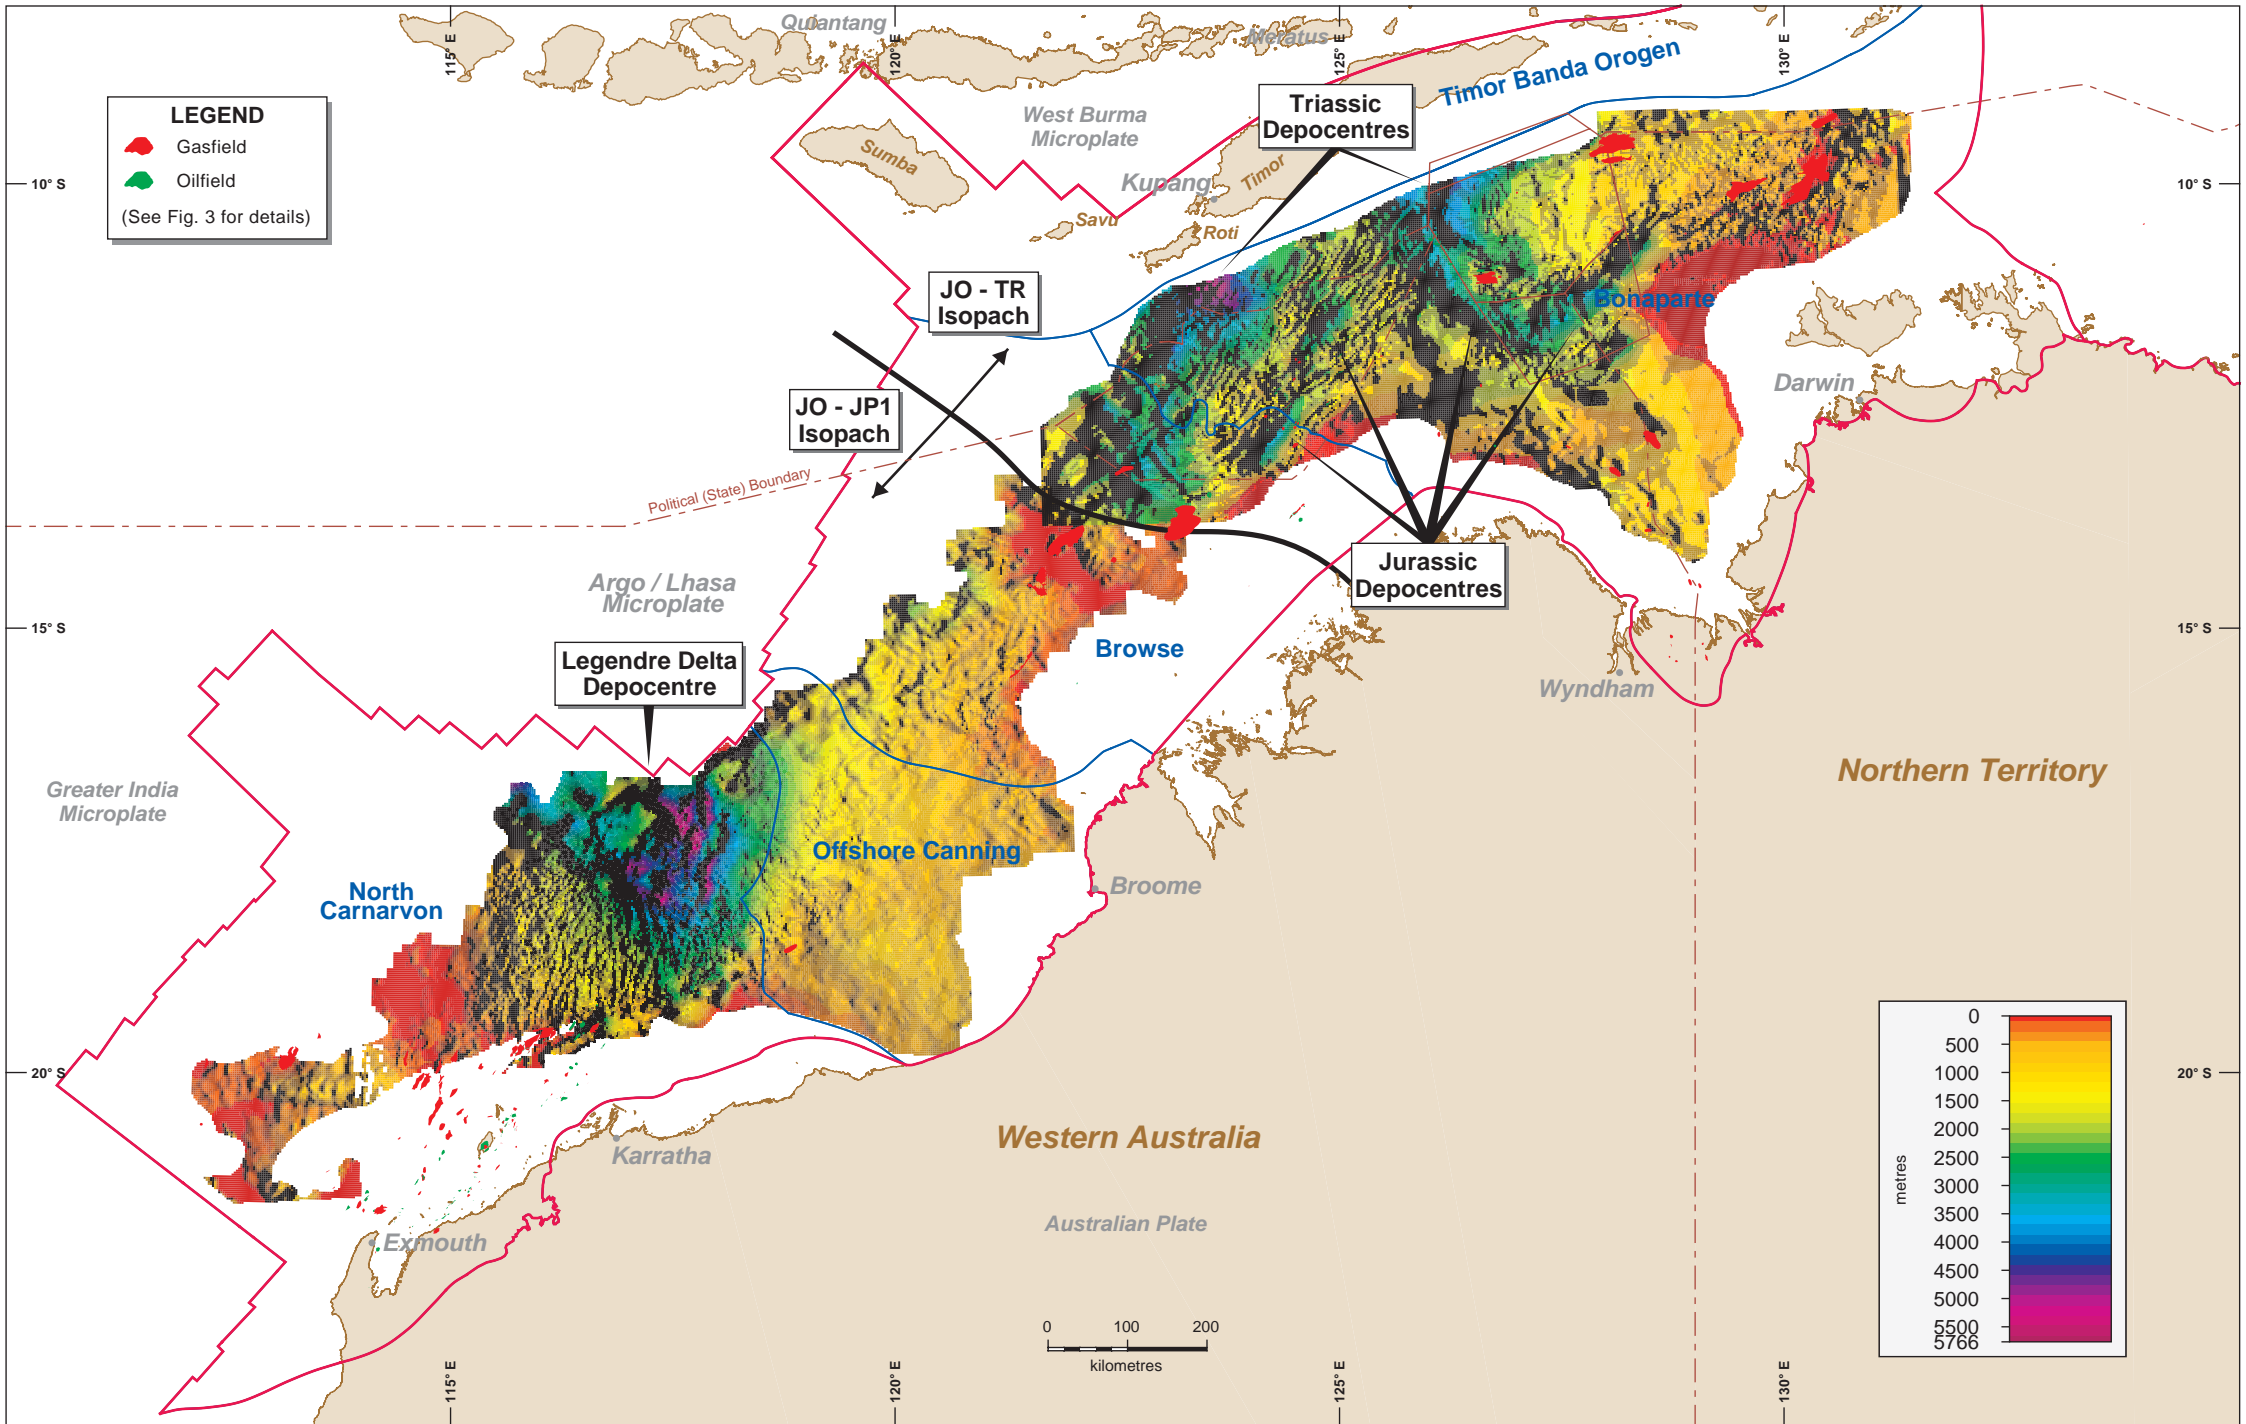 115° E
Quiantang
120° E
Meratus
125° E
130° E
Timor Banda Orogen
LEGEND
Gasfield
Oilfield
(See Fig. 3 for details)
Triassic
Depocentres
West Burma
Microplate
Sumba
Kupang
Timor
10° S
10° S
Savu
Roti
JO - TR
Isopach
Bonaparte
JO - JP1
Isopach
Darwin
Political (State) Boundary
Jurassic
Depocentres
Argo / Lhasa
Microplate
15° S
15° S
Browse
Legendre Delta
Depocentre
Wyndham
Northern Territory
Greater India
Microplate
Offshore Canning
North
Carnarvon
Broome
20° S
20° S
0
500
1000
1500
2000
2500
3000
3500
4000
4500
5000
5500
5766
metres
Western Australia
Karratha
Australian Plate
Exmouth
0 100 200
kilometres
115° E
120° E
125° E
130° E